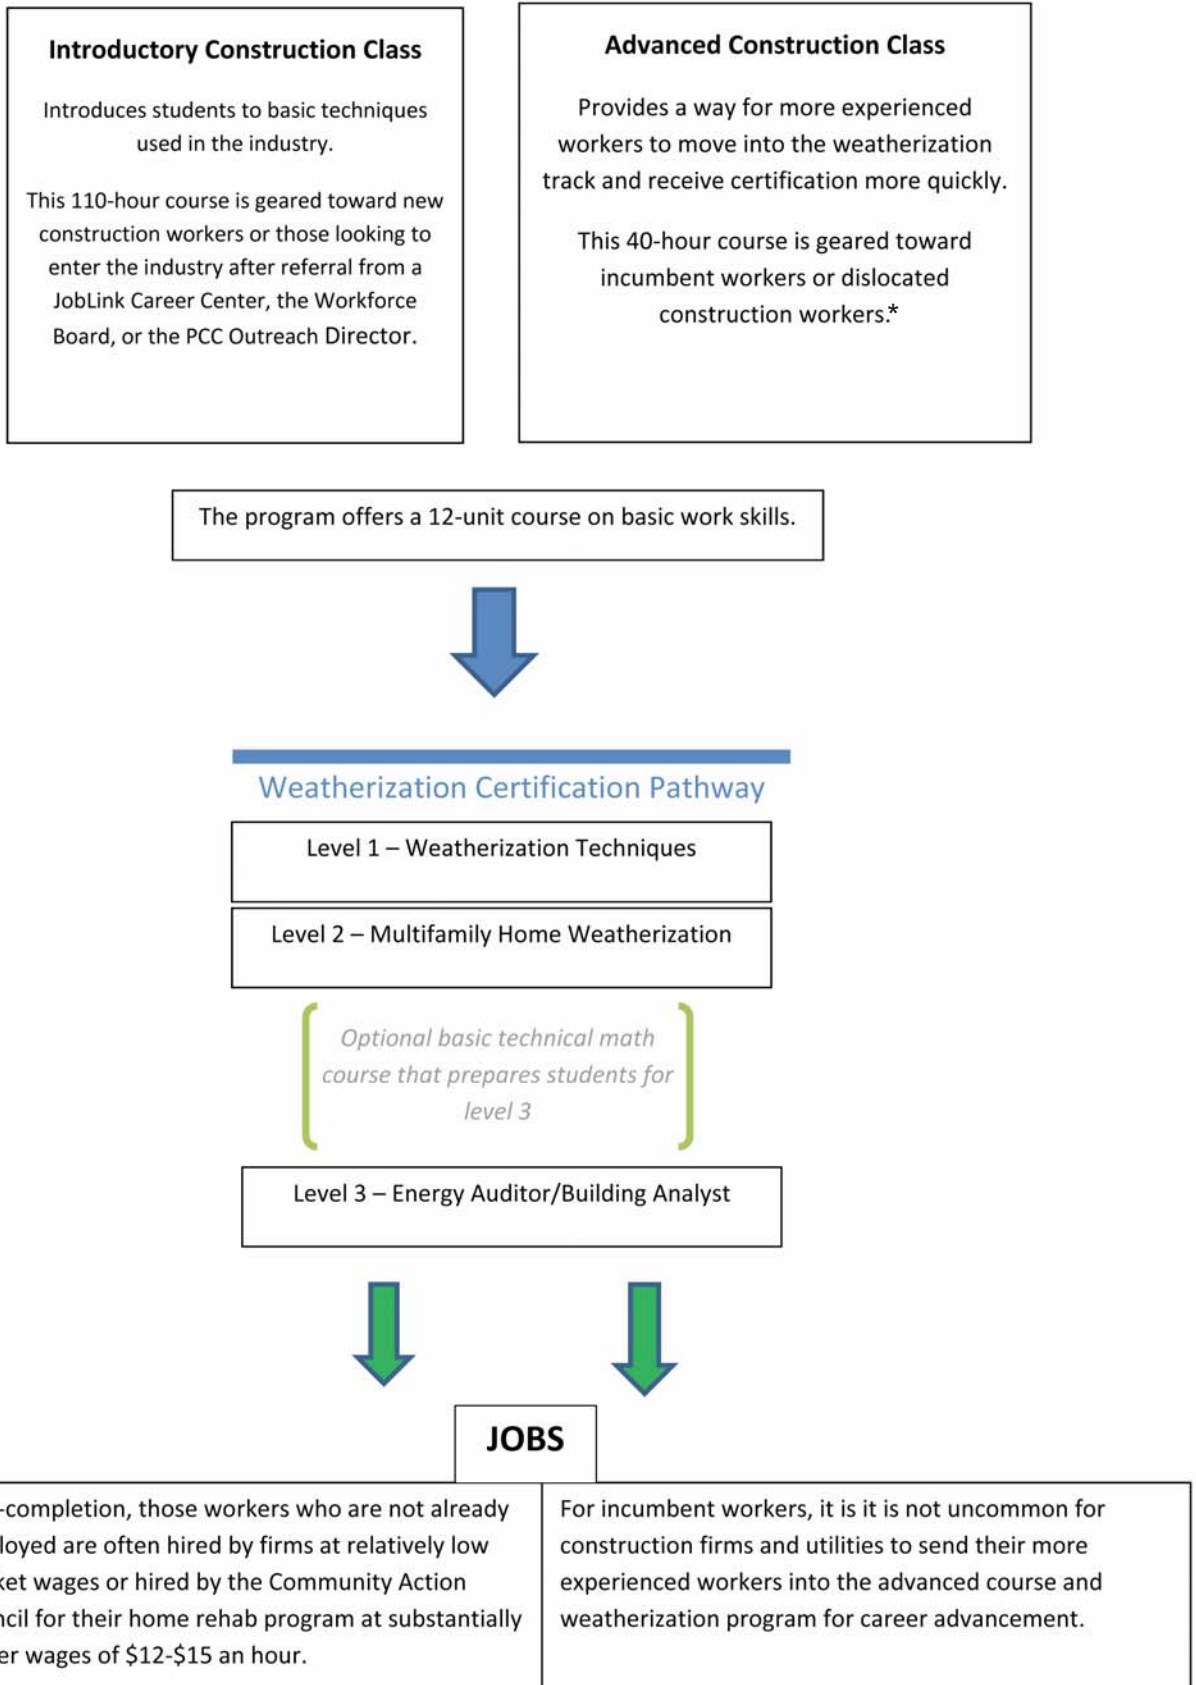 Introductory Construction Class
Introduces students to basic techniques
used in the industry.
This 110-hour course is geared toward new
construction workers or those looking to
enter the industry after referral from a
JobLink Career Center, the Workforce
Board, or the PCC Outreach Director.
Advanced Construction Class
Provides a way for more experienced
workers to move into the weatherization
track and receive certification more quickly.
This 40-hour course is geared toward
incumbent workers or dislocated
construction workers.*
The program offers a 12-unit course on basic work skills.
Weatherization Certification Pathway
Level 1 – Weatherization Techniques
Level 2 – Multifamily Home Weatherization
Optional basic technical math
course that prepares students for
level 3
Level 3 – Energy Auditor/Building Analyst
JOBS
-completion, those workers who are not already
loyed are often hired by firms at relatively low
ket wages or hired by the Community Action
ncil for their home rehab program at substantially
er wages of $12-$15 an hour.
For incumbent workers, it is it is not uncommon for
construction firms and utilities to send their more
experienced workers into the advanced course and
weatherization program for career advancement.